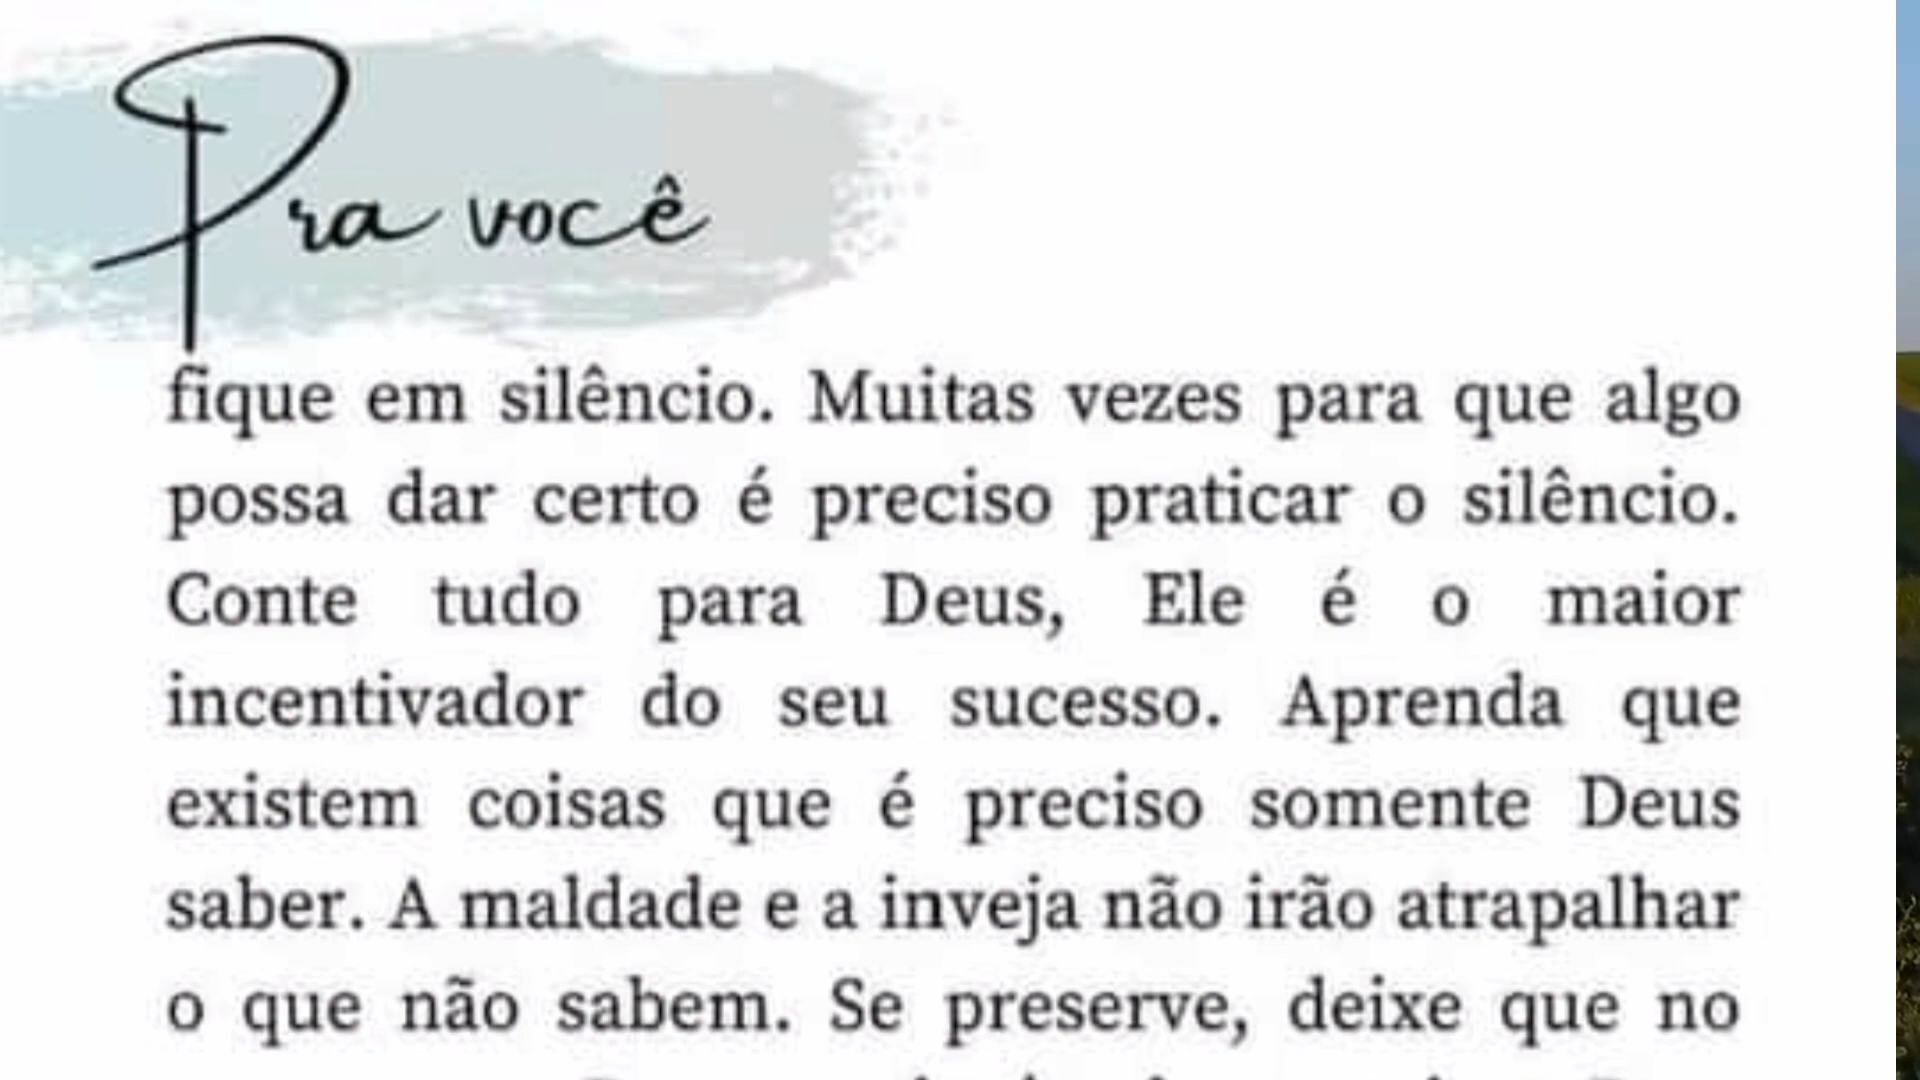 Pra você
fique em silêncio. Muitas vezes para que algo
possa dar certo é preciso praticar o silêncio.
Conte tudo para Deus, Ele é o maior
incentivador do seu sucesso. Aprenda que
existem coisas que é preciso somente Deus
saber. A maldade e a inveja não irão atrapalhar
o que não sabem. Se preserve, deixe que no